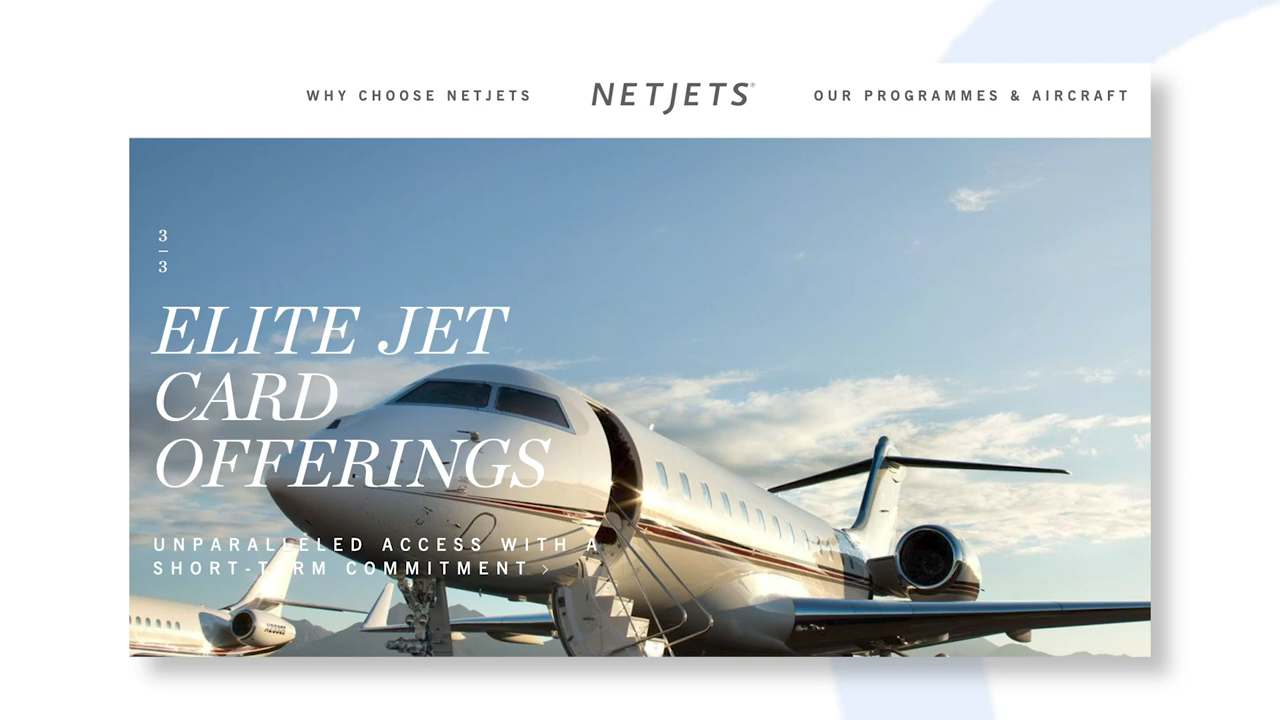 WHY CHOOSE NETJETS
NETJETS®
OUR PROGRAMMES & AIRCRAFT
3
3
ELITE JET
CARD
OFFERINGS
UNPARALLELED ACCESS WITH A
SHORT-TERM COMMITMENT >